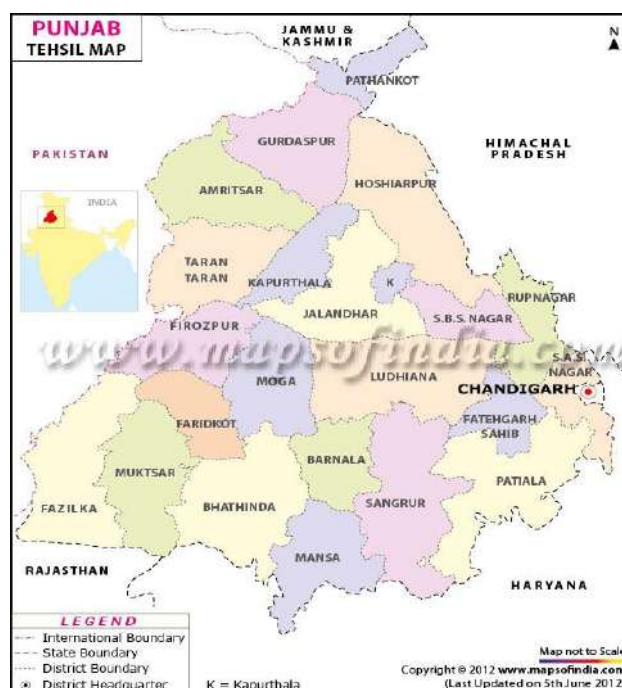 PUNJAB
TEHSIL MAP
JAMMU &
KASHMIR
N
PATHANKOT
GURDASPUR
PAKISTAN
HIMACHAL
PRADESH
AMRITSAR
HOSHIARPUR
INDIA
TARAN
TARAN
KAPURTHALA
K
RUPNAGAR
JALANDHAR
S.B.S. NAGAR
FIROZPUR
www.mapsofindia.com
S.A.S.
NAGAR
MOGA
LUDHIANA
CHANDIGARH
FARIDKOT
FATEHGARH
SAHIB
BARNALA
MUKTSAR
PATIALA
FAZILKA
BHATHINDA
SANGRUR
MANSA
RAJASTHAN
HARYANA
LEGEND
International Boundary
State Boundary
District Boundary
District Headquarter
K = Kapurthala
Map not to Scale
Copyright © 2012 www.mapsofindia.com
(Last Updated on 5th June 2012)